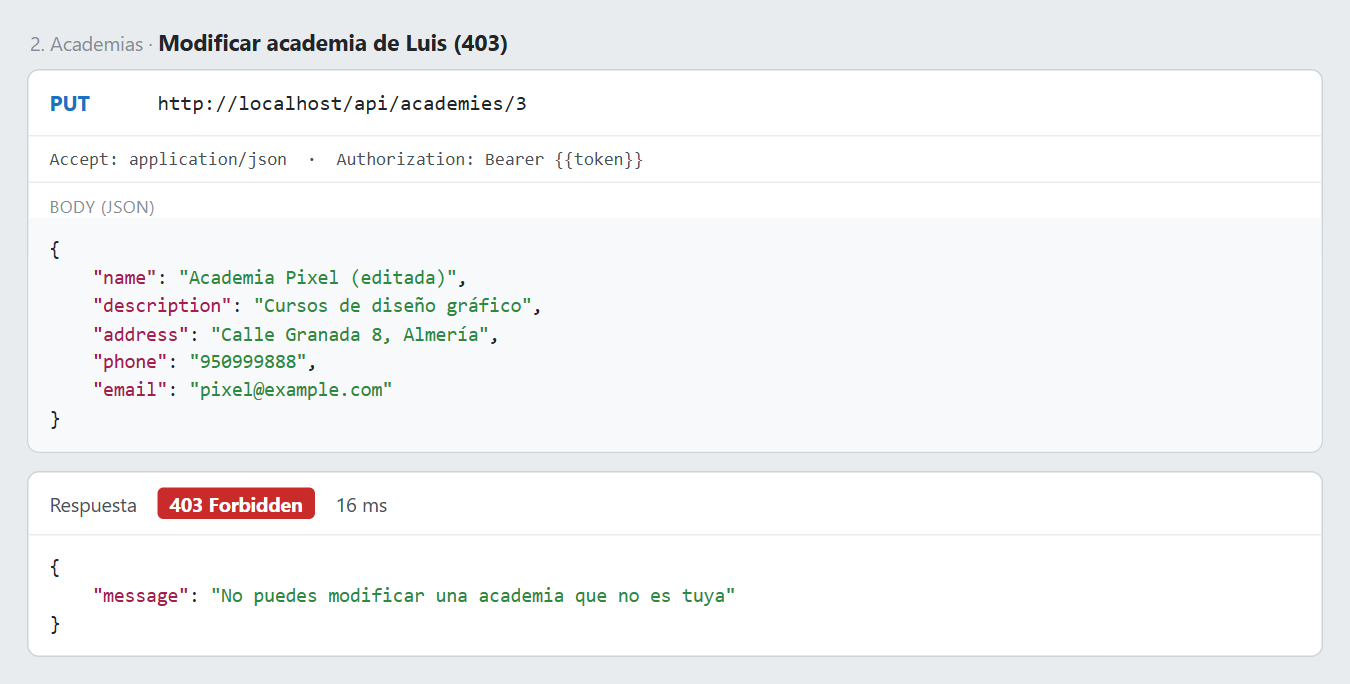 2. Academias · Modificar academia de Luis (403)
PUT http://localhost/api/academies/3
Accept: application/json · Authorization: Bearer {{token}}
BODY (JSON)
{
    "name": "Academia Pixel (editada)",
    "description": "Cursos de diseño gráfico",
    "address": "Calle Granada 8, Almería",
    "phone": "950999888",
    "email": "pixel@example.com"
}
Respuesta 403 Forbidden 16 ms
{
    "message": "No puedes modificar una academia que no es tuya"
}